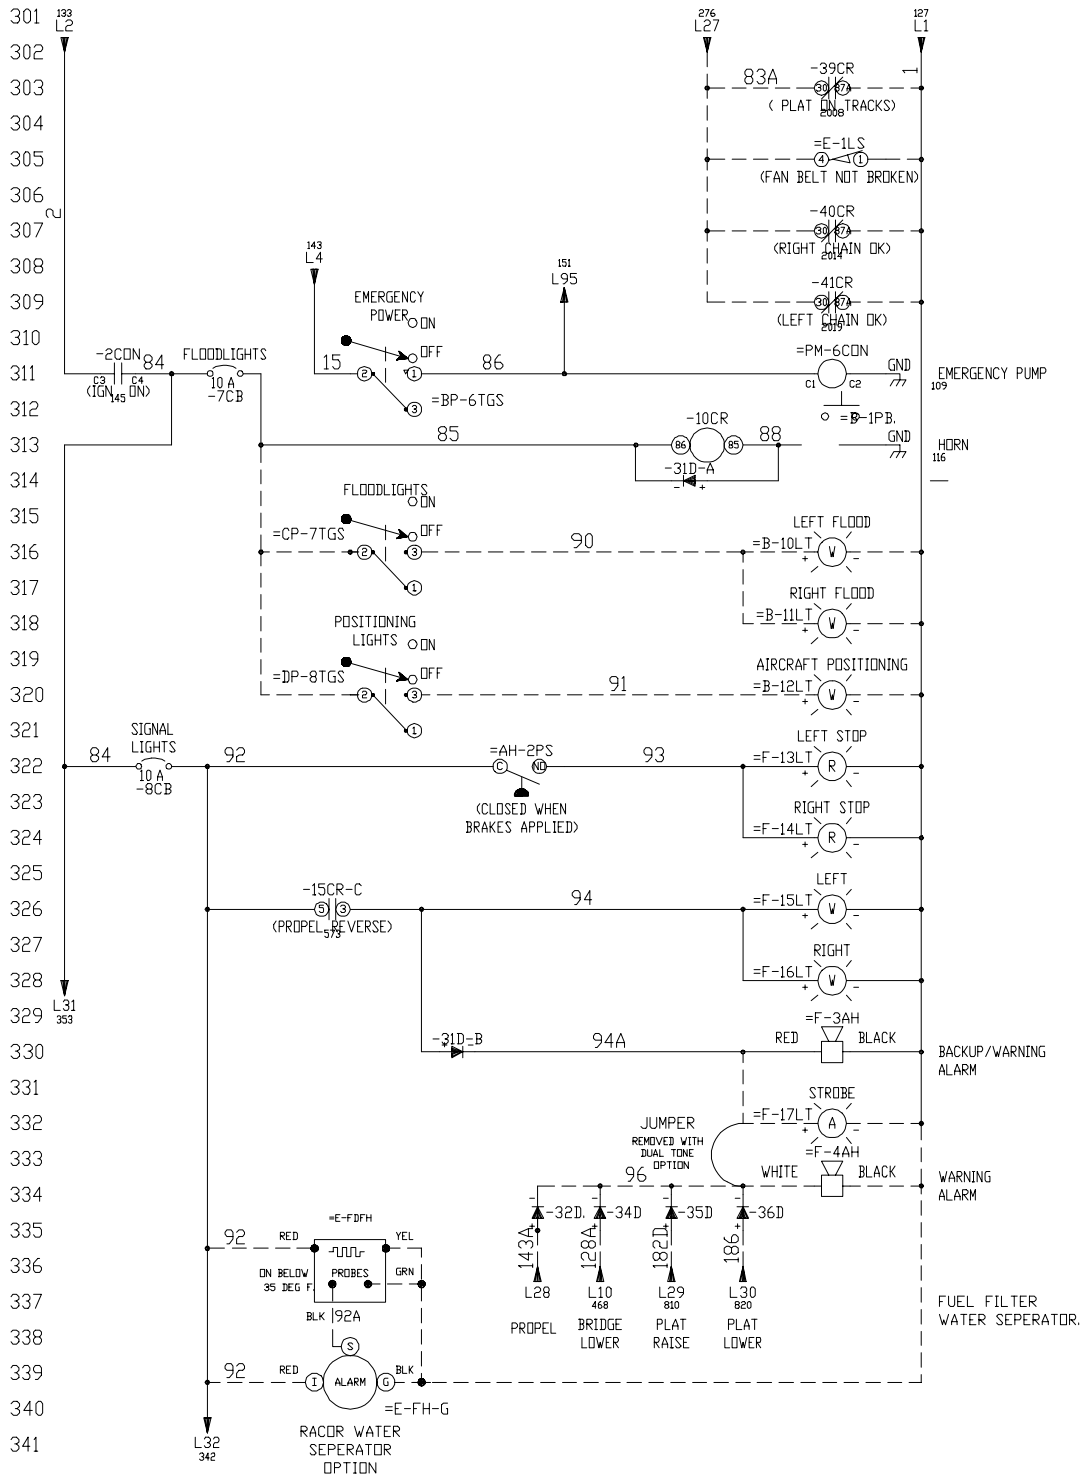 301 133 276 127
L2 L27 L1
302
-39CR
303 83A 30 37A 1
( PLAT ON TRACKS)
2008
304
=E-1LS
305 4 1
(FAN BELT NOT BROKEN)
306
2
-40CR
307 30 37A
(RIGHT CHAIN OK)
2014
308 143 151
L4 L95
-41CR
309 30 37A
(LEFT CHAIN OK)
2019
EMERGENCY
POWER ON
310
OFF
-2CON 84 FLOODLIGHTS 15 86 =PM-6CON GND
311 C3 C4 10 A 2 1 C1 C2 EMERGENCY PUMP
(IGN ON) -7CB 109
145
312 3 =BP-6TGS
=B-1PB.
-10CR
313 85 86 85 88 GND HORN
116
-31D-A
314 - +
FLOODLIGHTS
315 ON
OFF
LEFT FLOOD
=CP-7TGS
316 2 3 90 =B-10LT + W -
317 1
RIGHT FLOOD
318 =B-11LT + W -
POSITIONING
LIGHTS ON
319
OFF
AIRCRAFT POSITIONING
=DP-8TGS
320 2 3 91 =B-12LT + W -
321 1
SIGNAL
LIGHTS
LEFT STOP
=AH-2PS
322 84 92 C NO 93 =F-13LT + R -
10 A
-8CB
323 (CLOSED WHEN
BRAKES APPLIED)
RIGHT STOP
324 =F-14LT + R -
325
LEFT
-15CR-C
326 5 3 94 =F-15LT + W -
(PROPEL REVERSE)
573
327
RIGHT
328 =F-16LT + W -
L31
353
329
=F-3AH
-31D-B
+ -
330 94A RED BLACK BACKUP/WARNING
ALARM
331
STROBE
332 =F-17LT + A -
JUMPER
REMOVED WITH
DUAL TONE
OPTION
333 =F-4AH
334 96 WHITE BLACK WARNING
ALARM
- - - -
-32D. -34D -35D -36D
+ + +
335 143A 128A 182D 186
=E-FDFH
92 RED YEL
336
ON BELOW
35 DEG F.
PROBES GRN
L28 L10 L29 L30
468 810 820
337
FUEL FILTER
WATER SEPERATOR.
BLK 92A
338 PROPEL BRIDGE
LOWER
PLAT
RAISE
PLAT
LOWER
S
339 92 RED I ALARM G BLK
340 =E-FH-G
341 L32
342
RACOR WATER
SEPERATOR
OPTION